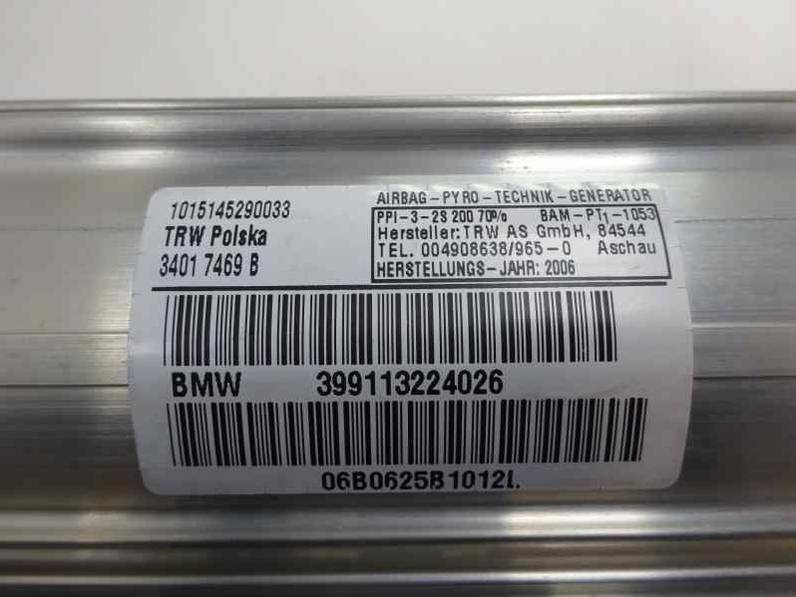 1015145290033
TRW Polska
3401 7469 B
AIRBAG-PYRO-TECHNIK-GENERATOR
PPI-3-2S 200 70% BAM-PT1-1053
Hersteller:TRW AS GmbH, 84544
TEL. 004908638/965-0 Aschau
HERSTELLUNGS-JAHR: 2006
BMW 399113224026
06B0625B1012I.